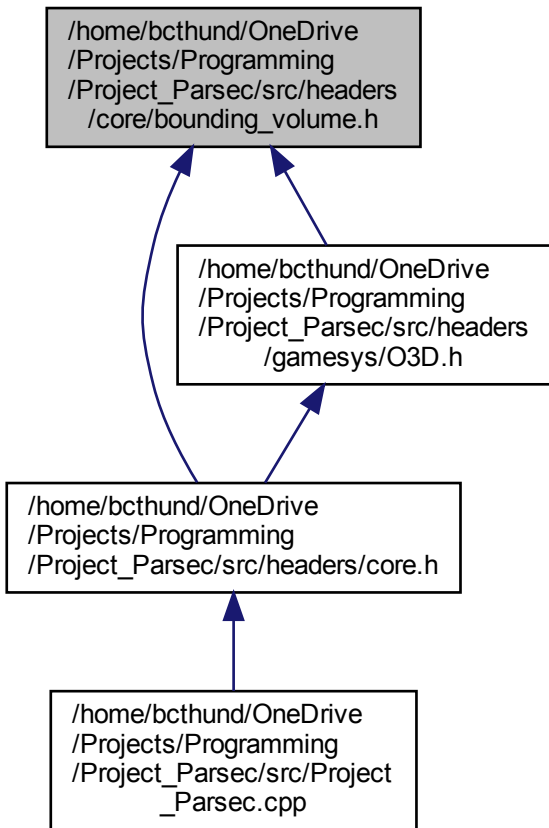 /home/bcthund/OneDrive
/Projects/Programming
/Project_Parsec/src/headers
/core/bounding_volume.h
/home/bcthund/OneDrive
/Projects/Programming
/Project_Parsec/src/headers
/gamesys/O3D.h
/home/bcthund/OneDrive
/Projects/Programming
/Project_Parsec/src/headers/core.h
/home/bcthund/OneDrive
/Projects/Programming
/Project_Parsec/src/Project
_Parsec.cpp